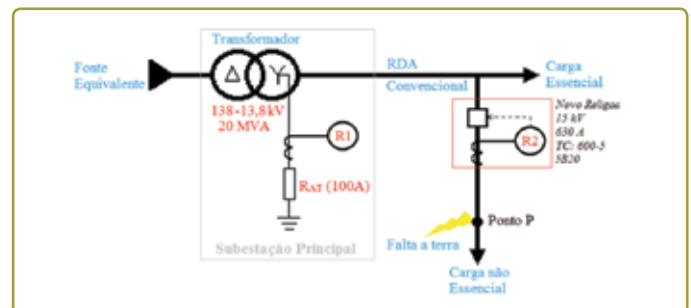 Transformador
Fonte
Equivalente
Δ
138-13,8kV
20 MVA
R1
RAT (100A)
Subestação Principal
RDA
Convencional
Carga
Essencial
Novo Religas
15 kV
630 A
TC: 600-5
5B20
R2
Ponto P
Falta a terra
Carga não
Essencial